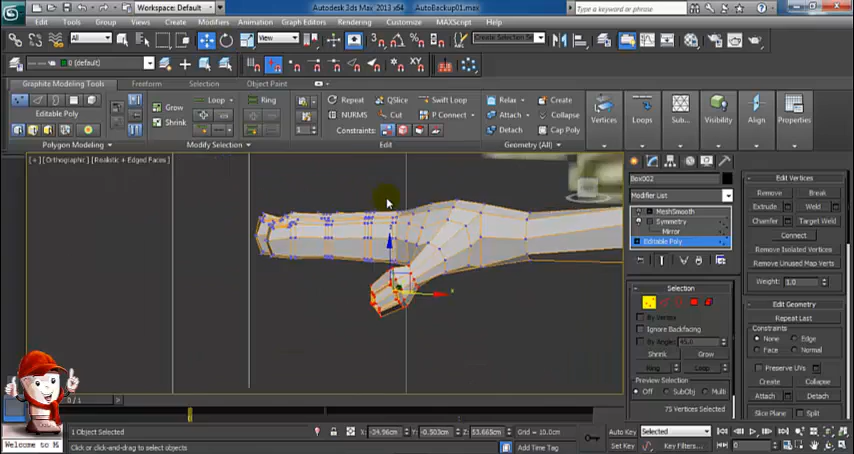 Workspace: Default
Autodesk 3ds Max 2013 x64
AutoBackup01.max
Type a keyword or phrase
Edit Tools Group Views Create Modifiers Animation Graph Editors Rendering Customize MAXScript Help
All
View
Create Selection Se
0 (default)
Graphite Modeling Tools Freeform Selection Object Paint
Editable Poly
Polygon Modeling
Grow
Shrink
Loop
Ring
Modify Selection
Repeat
QSlice
Swift Loop
NURMS
Cut
P Connect
Constraints:
Edit
Relax
Create
Attach
Collapse
Detach
Cap Poly
Geometry (All)
Vertices
Loops
Sub...
Visibility
Align
Properties
[+] [Orthographic] [Realistic + Edged Faces]
Box002
Modifier List
MeshSmooth
Symmetry
Mirror
Editable Poly
Selection
By Vertex
Ignore Backfacing
By Angle: 45.0
Shrink Grow
Ring Loop
Preview Selection
Off SubObj Multi
75 Vertices Selected
Edit Vertices
Remove Break
Extrude Weld
Chamfer Target Weld
Connect
Remove Isolated Vertices
Remove Unused Map Verts
Weight: 1.0
Edit Geometry
Repeat Last
Constraints
None Edge
Face Normal
Preserve UVs
Create Collapse
Attach Detach
Slice Plane Split
0 / 1
1 Object Selected
X: -34.96cm
Y: -0.503cm
Z: 53.665cm
Grid = 10.0cm
Auto Key
Selected
Welcome to M
Click or click-and-drag to select objects
Add Time Tag
Set Key
Key Filters...
0